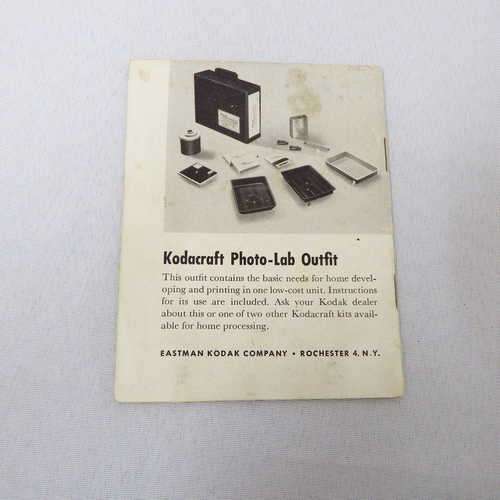 Kodacraft Photo-Lab Outfit
This outfit contains the basic needs for home devel-
oping and printing in one low-cost unit. Instructions
for its use are included. Ask your Kodak dealer
about this or one of two other Kodacraft kits avail-
able for home processing.
EASTMAN KODAK COMPANY • ROCHESTER 4, N.Y.